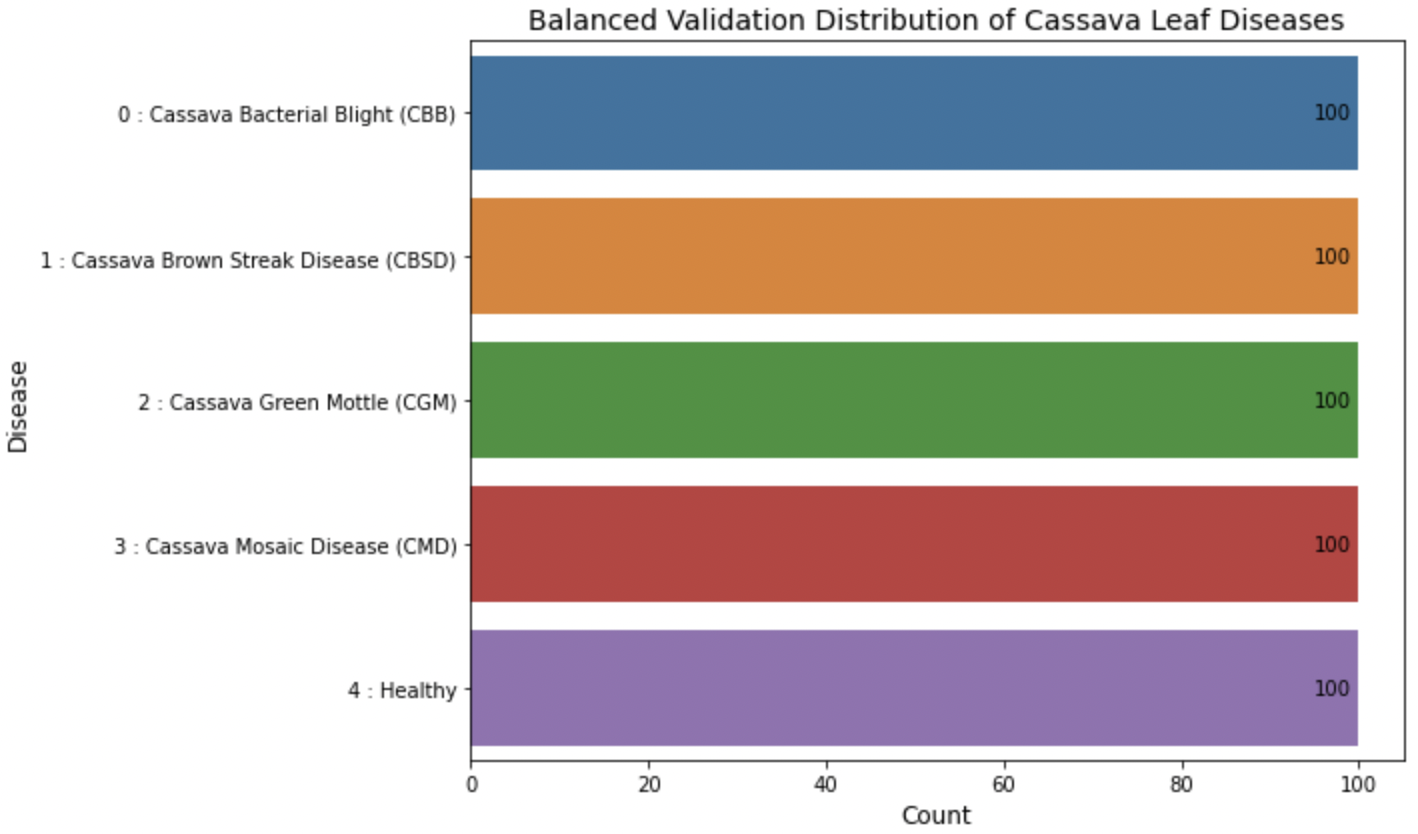 Balanced Validation Distribution of Cassava Leaf Diseases
0 : Cassava Bacterial Blight (CBB)
100
1 : Cassava Brown Streak Disease (CBSD)
100
2 : Cassava Green Mottle (CGM)
100
3 : Cassava Mosaic Disease (CMD)
100
4 : Healthy
100
Disease
0 20 40 60 80 100
Count